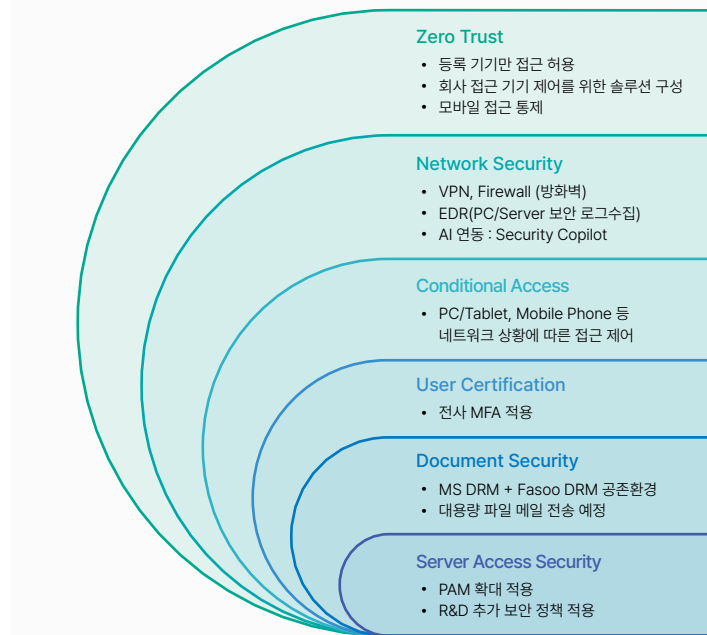 Zero Trust
• 등록 기기만 접근 허용
• 회사 접근 기기 제어를 위한 솔루션 구성
• 모바일 접근 통제
Network Security
• VPN, Firewall (방화벽)
• EDR(PC/Server 보안 로그수집)
• AI 연동 : Security Copilot
Conditional Access
• PC/Tablet, Mobile Phone 등
네트워크 상황에 따른 접근 제어
User Certification
• 전사 MFA 적용
Document Security
• MS DRM + Fasoo DRM 공존환경
• 대용량 파일 메일 전송 예정
Server Access Security
• PAM 확대 적용
• R&D 추가 보안 정책 적용